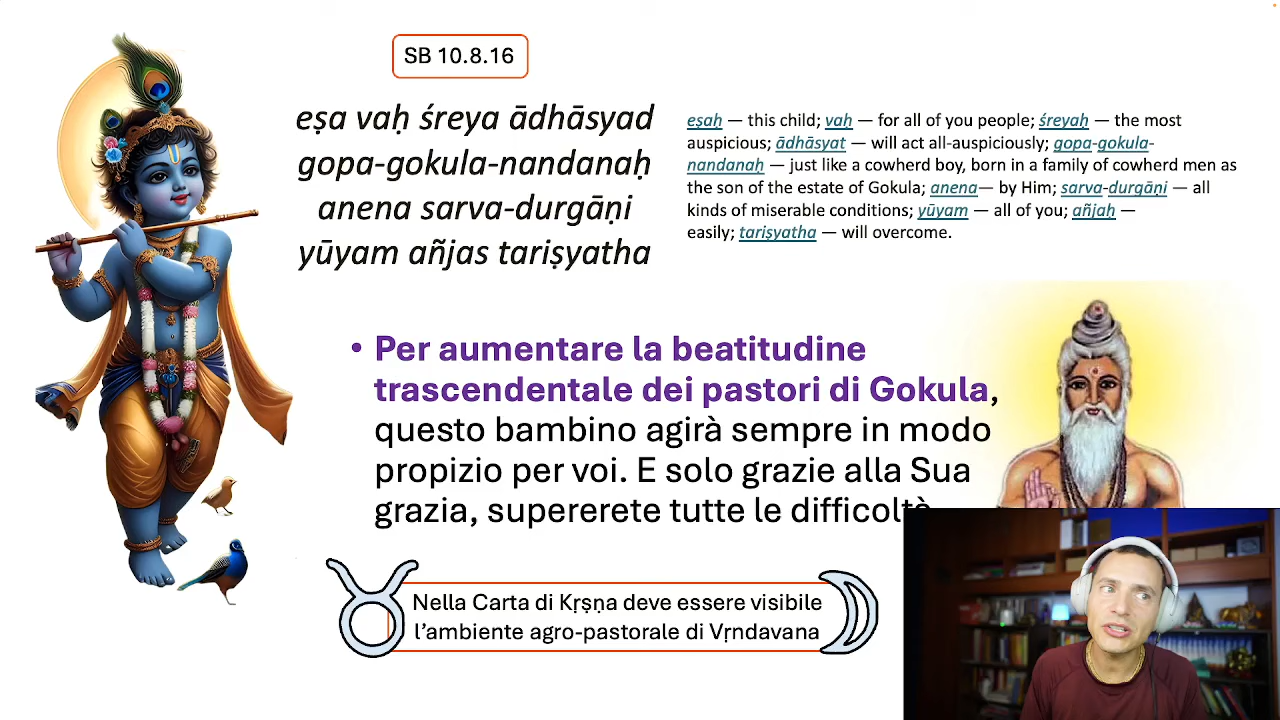 SB 10.8.16
eṣa vaḥ śreya ādhāsyad
gopa-gokula-nandanaḥ
anena sarva-durgāṇi
yūyam añjas tariṣyatha
eṣaḥ — this child; vaḥ — for all of you people; śreyaḥ — the most
auspicious; ādhāsyat — will act all-auspiciously; gopa-gokula-
nandanaḥ — just like a cowherd boy, born in a family of cowherd men as
the son of the estate of Gokula; anena— by Him; sarva-durgāṇi — all
kinds of miserable conditions; yūyam — all of you; añjaḥ —
easily; tariṣyatha — will overcome.
• Per aumentare la beatitudine
trascendentale dei pastori di Gokula,
questo bambino agirà sempre in modo
propizio per voi. E solo grazie alla Sua
grazia, supererete tutte le difficoltà
Nella Carta di Kṛṣṇa deve essere visibile
l’ambiente agro-pastorale di Vṛndavana